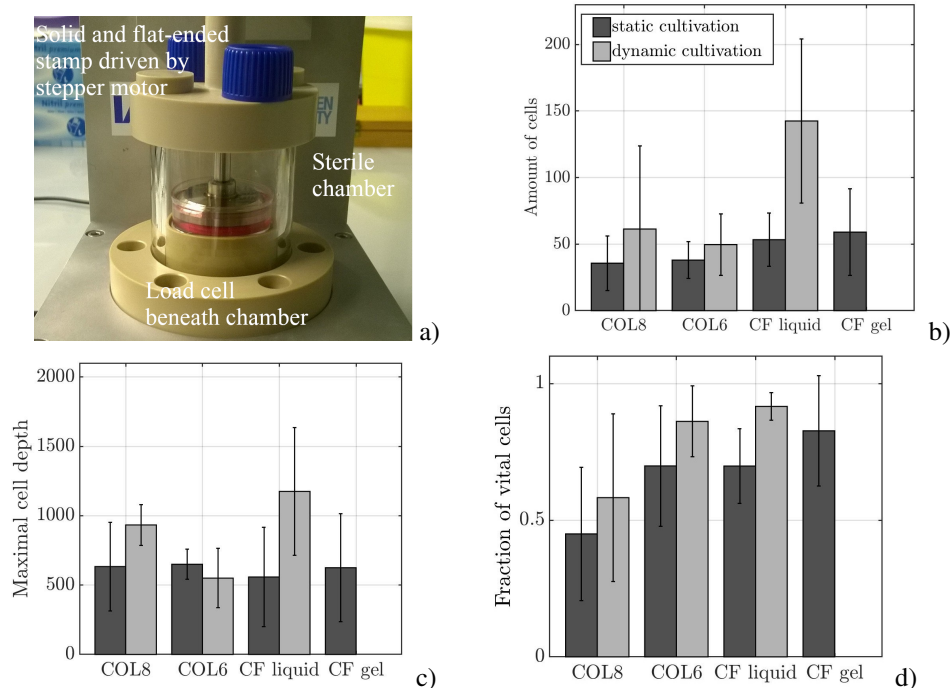 Solid and flat-ended
stamp driven by
stepper motor
Sterile
chamber
Load cell
beneath chamber
a)
static cultivation
dynamic cultivation
200
150
100
50
0
Amount of cells
COL8 COL6 CF liquid CF gel
b)
2000
1500
1000
500
0
Maximal cell depth
COL8 COL6 CF liquid CF gel
c)
1
0.5
0
Fraction of vital cells
COL8 COL6 CF liquid CF gel
d)